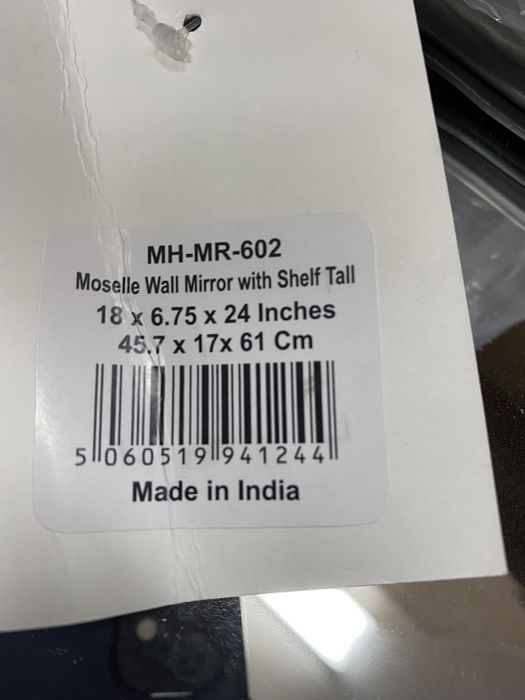 MH-MR-602
Moselle Wall Mirror with Shelf Tall
18 x 6.75 x 24 Inches
45.7 x 17x 61 Cm
5 060519 941244
Made in India